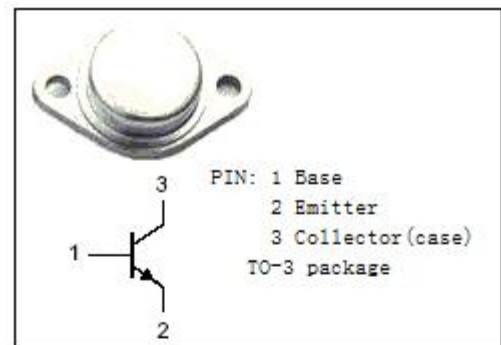 PIN: 1 Base
2 Emitter
3 Collector(case)
TO-3 package
3
1
2